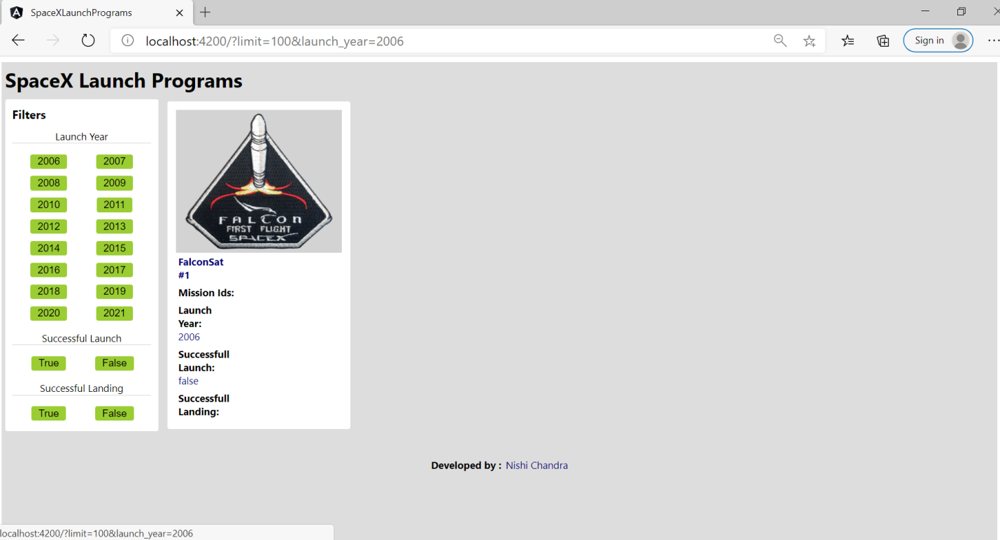 SpaceXLaunchPrograms
localhost:4200/?limit=100&launch_year=2006
Sign in
SpaceX Launch Programs
Filters
Launch Year
2006 2007
2008 2009
2010 2011
2012 2013
2014 2015
2016 2017
2018 2019
2020 2021
Successful Launch
True False
Successful Landing
True False
FALCON
FIRST FLIGHT
SPACEX
FalconSat
#1
Mission Ids:
Launch
Year:
2006
Successfull
Launch:
false
Successfull
Landing:
Developed by : Nishi Chandra
localhost:4200/?limit=100&launch_year=2006